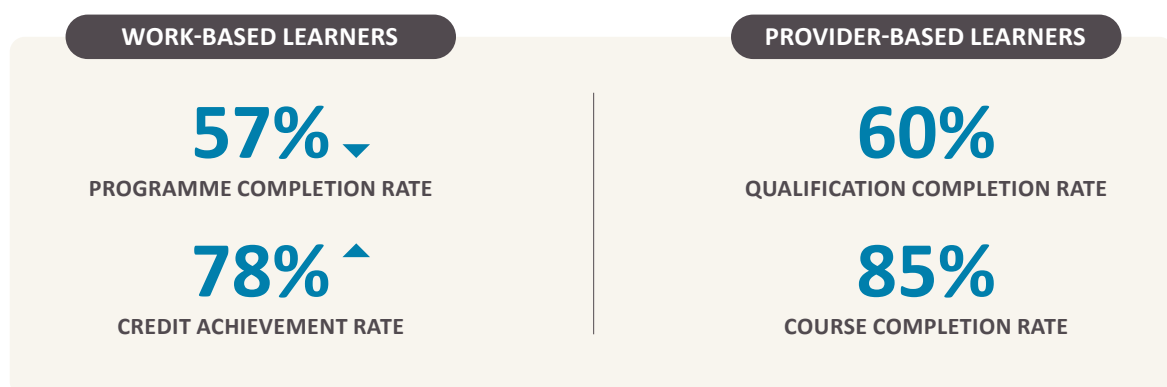 WORK-BASED LEARNERS
57%
PROGRAMME COMPLETION RATE
78%
CREDIT ACHIEVEMENT RATE
PROVIDER-BASED LEARNERS
60%
QUALIFICATION COMPLETION RATE
85%
COURSE COMPLETION RATE